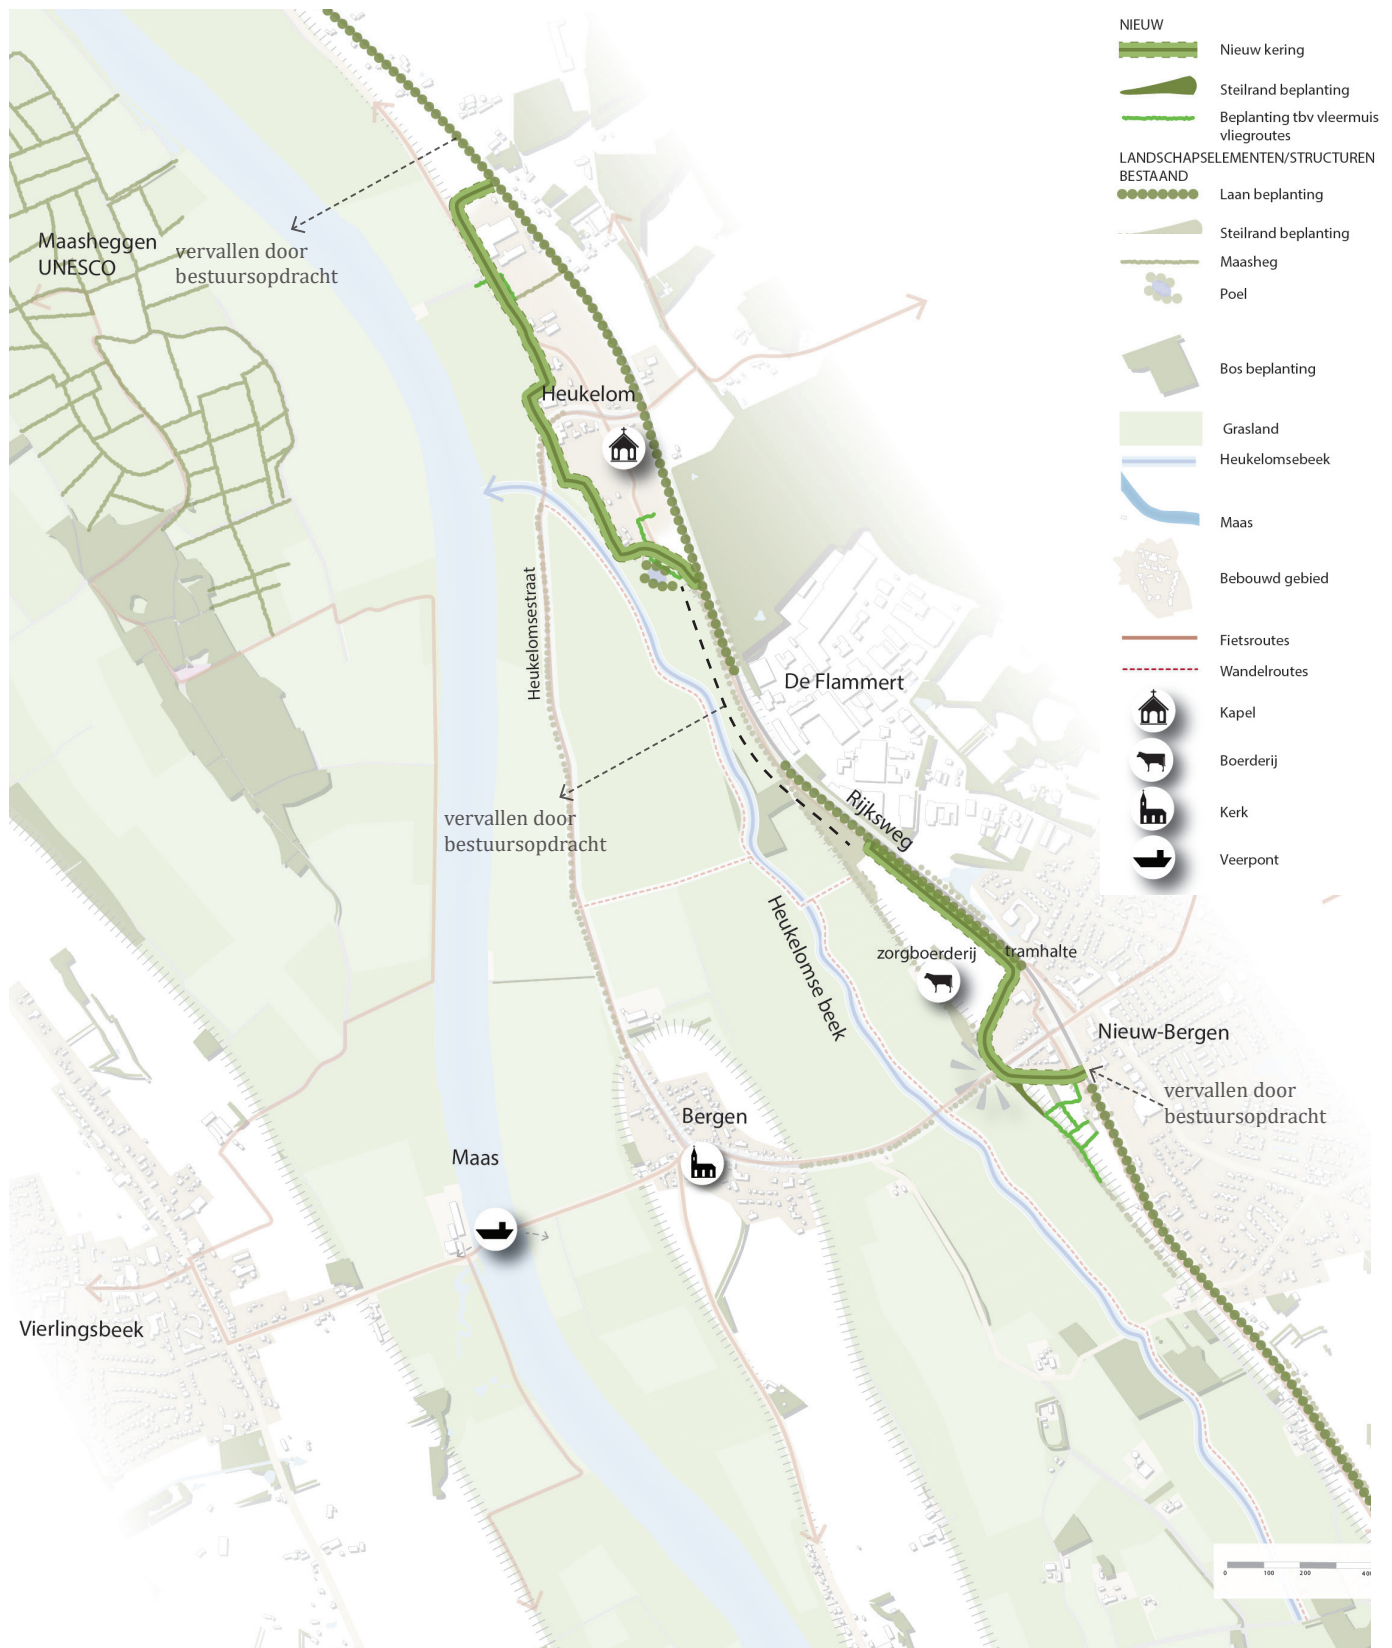 NIEUW
Nieuw kering
Steilrand beplanting
Beplanting tbv vleermuis
vliegroutes
LANDSCHAPSELEMENTEN/STRUCTUREN
BESTAAND
Laan beplanting
Steilrand beplanting
Maasheg
Poel
Bos beplanting
Grasland
Heukelomsebeek
Maas
Bebouwd gebied
Fietsroutes
Wandelroutes
Kapel
Boerderij
Kerk
Veerpont
Maasheggen
UNESCO
vervallen door
bestuursopdracht
Heukelom
Heukelomsestraat
De Flammert
vervallen door
bestuursopdracht
Rijksweg
Heukelomse beek
zorgboerderij
tramhalte
Nieuw-Bergen
vervallen door
bestuursopdracht
Bergen
Maas
Vierlingsbeek
0 100 200 400